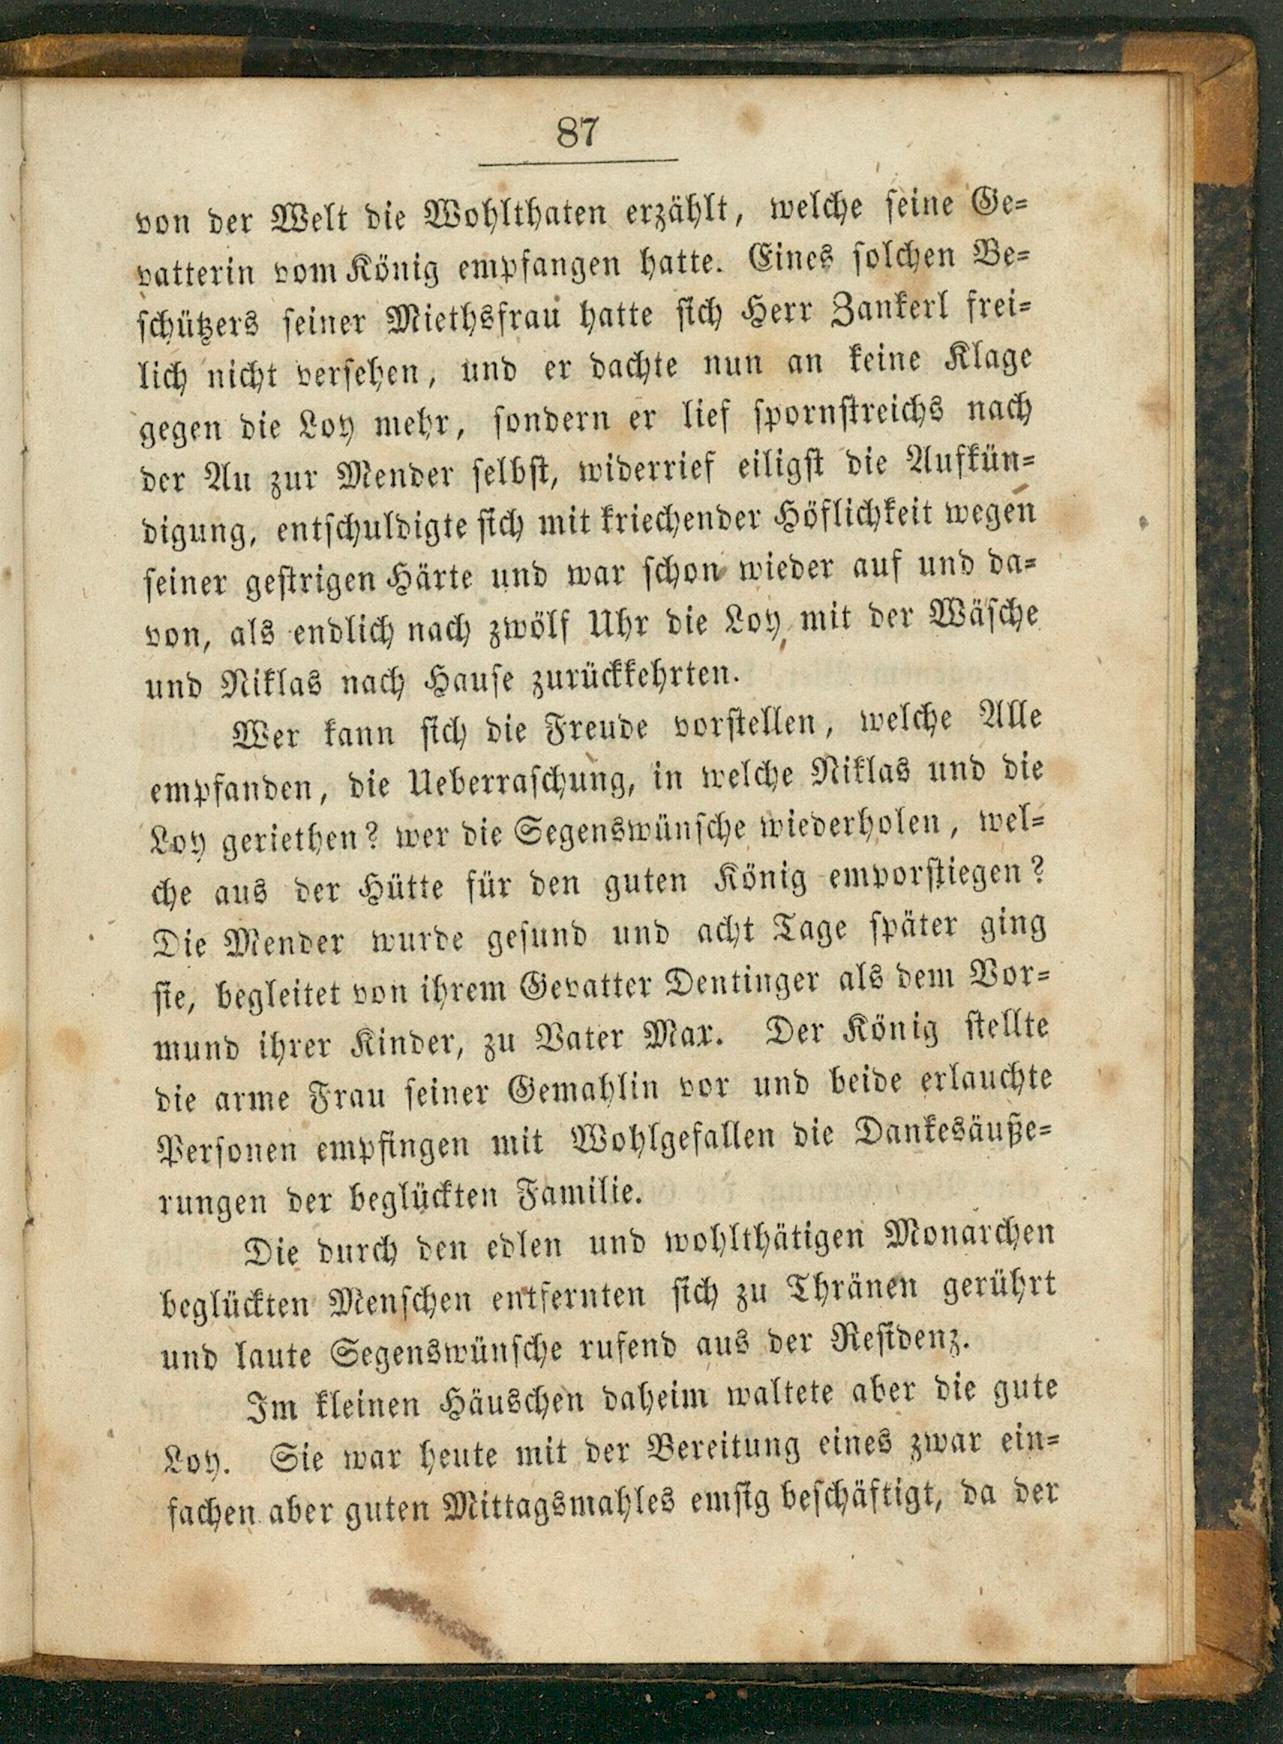 87
von der Welt die Wohlthaten erzählt, welche seine Ge-
vatterin vom König empfangen hatte. Eines solchen Be-
schützers seiner Miethsfrau hatte sich Herr Zankerl frei-
lich nicht versehen, und er dachte nun an keine Klage
gegen die Loy mehr, sondern er lief spornstreichs nach
der Au zur Mender selbst, widerrief eiligst die Aufkün-
digung, entschuldigte sich mit kriechender Höflichkeit wegen
seiner gestrigen Härte und war schon wieder auf und da-
von, als endlich nach zwölf Uhr die Loy mit der Wäsche
und Niklas nach Hause zurückkehrten.
Wer kann sich die Freude vorstellen, welche Alle
empfanden, die Ueberraschung, in welche Niklas und die
Loy geriethen? wer die Segenswünsche wiederholen, wel-
che aus der Hütte für den guten König emporstiegen?
Die Mender wurde gesund und acht Tage später ging
sie, begleitet von ihrem Gevatter Dentinger als dem Vor-
mund ihrer Kinder, zu Vater Max. Der König stellte
die arme Frau seiner Gemahlin vor und beide erlauchte
Personen empfingen mit Wohlgefallen die Dankesäuße-
rungen der beglückten Familie.
Die durch den edlen und wohlthätigen Monarchen
beglückten Menschen entfernten sich zu Thränen gerührt
und laute Segenswünsche rufend aus der Residenz.
Im kleinen Häuschen daheim waltete aber die gute
Loy. Sie war heute mit der Bereitung eines zwar ein-
fachen aber guten Mittagsmahles emsig beschäftigt, da der